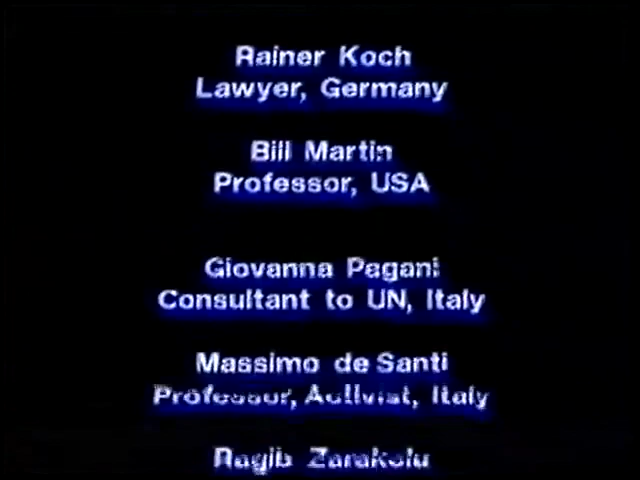 Rainer Koch
Lawyer, Germany
Bill Martin
Professor, USA
Giovanna Pagani
Consultant to UN, Italy
Massimo de Santi
Professor, Activist, Italy
Ragib Zarakolu